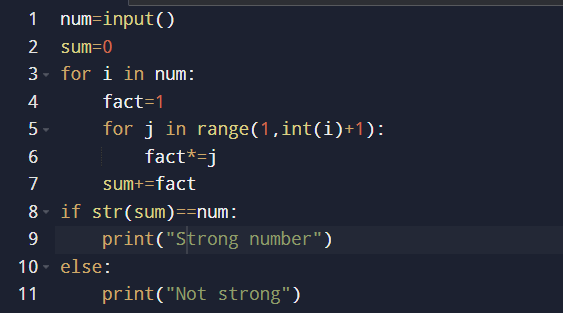 1 num=input()
2 sum=0
3 for i in num:
4     fact=1
5     for j in range(1,int(i)+1):
6         fact*=j
7     sum+=fact
8 if str(sum)==num:
9     print("Strong number")
10 else:
11     print("Not strong")